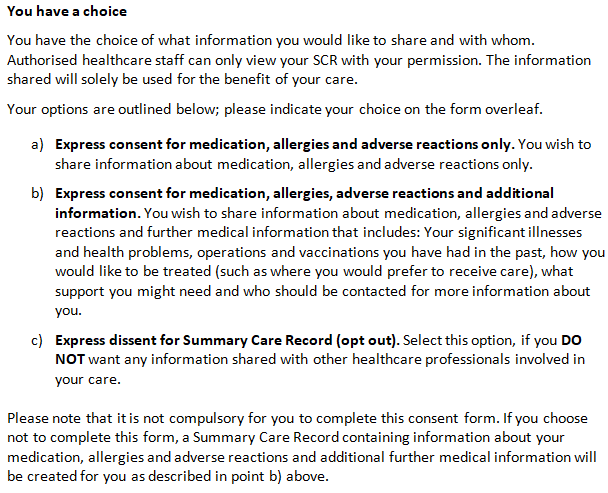 You have a choice
You have the choice of what information you would like to share and with whom.
Authorised healthcare staff can only view your SCR with your permission. The information
shared will solely be used for the benefit of your care.
Your options are outlined below; please indicate your choice on the form overleaf.
a) Express consent for medication, allergies and adverse reactions only. You wish to
share information about medication, allergies and adverse reactions only.
b) Express consent for medication, allergies, adverse reactions and additional
information. You wish to share information about medication, allergies and adverse
reactions and further medical information that includes: Your significant illnesses
and health problems, operations and vaccinations you have had in the past, how you
would like to be treated (such as where you would prefer to receive care), what
support you might need and who should be contacted for more information about
you.
c) Express dissent for Summary Care Record (opt out). Select this option, if you DO
NOT want any information shared with other healthcare professionals involved in
your care.
Please note that it is not compulsory for you to complete this consent form. If you choose
not to complete this form, a Summary Care Record containing information about your
medication, allergies and adverse reactions and additional further medical information will
be created for you as described in point b) above.